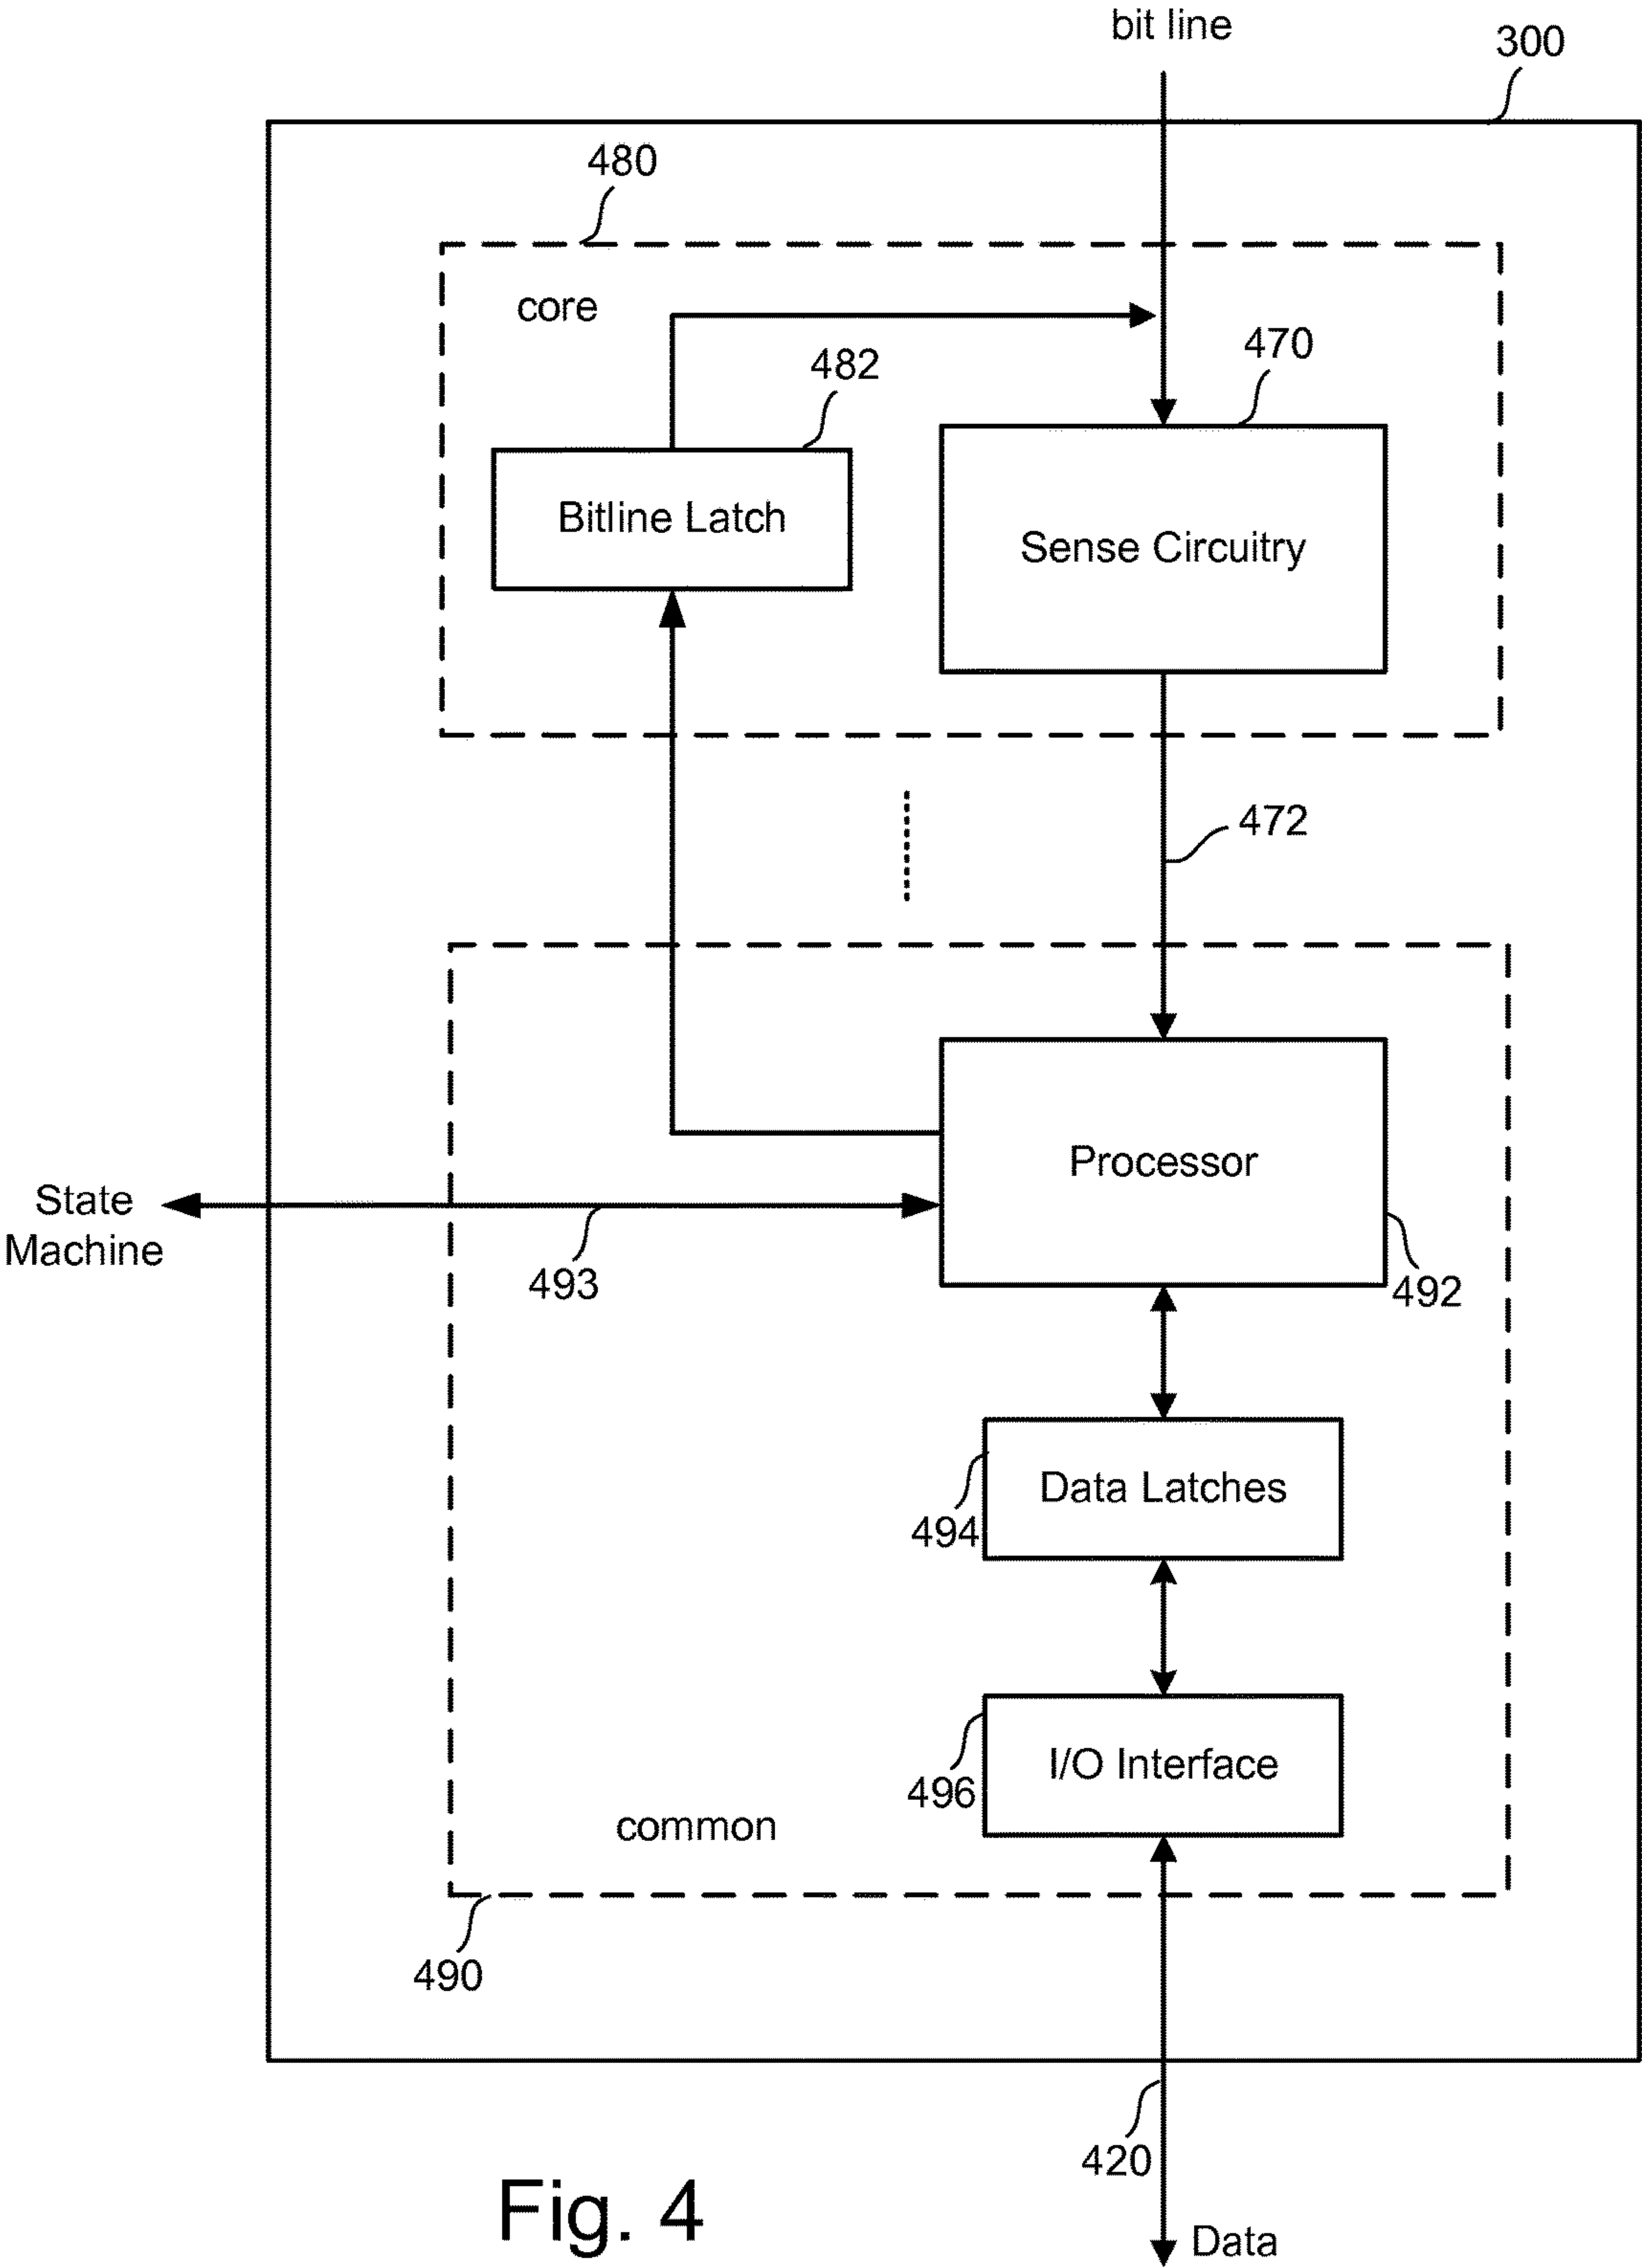 bit line
300
480
core
470
482
Bitline Latch
Sense Circuitry
472
Processor
State
Machine
493
492
Data Latches
494
I/O Interface
496
common
490
420
Fig. 4
Data